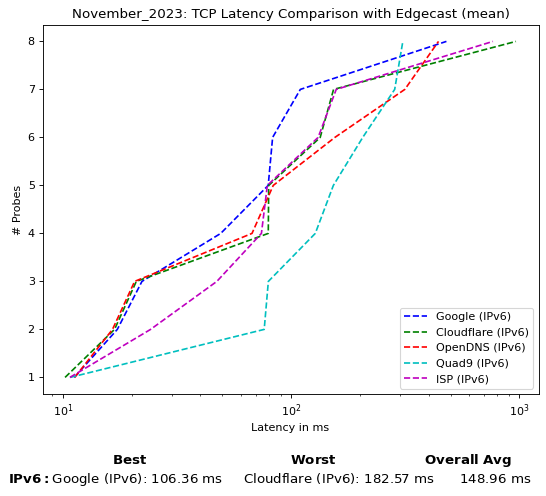 November_2023: TCP Latency Comparison with Edgecast (mean)
# Probes
8
7
6
5
4
3
2
1
10¹ 10² 10³
Latency in ms
Google (IPv6)
Cloudflare (IPv6)
OpenDNS (IPv6)
Quad9 (IPv6)
ISP (IPv6)
Best Worst Overall Avg
IPv6: Google (IPv6): 106.36 ms Cloudflare (IPv6): 182.57 ms 148.96 ms